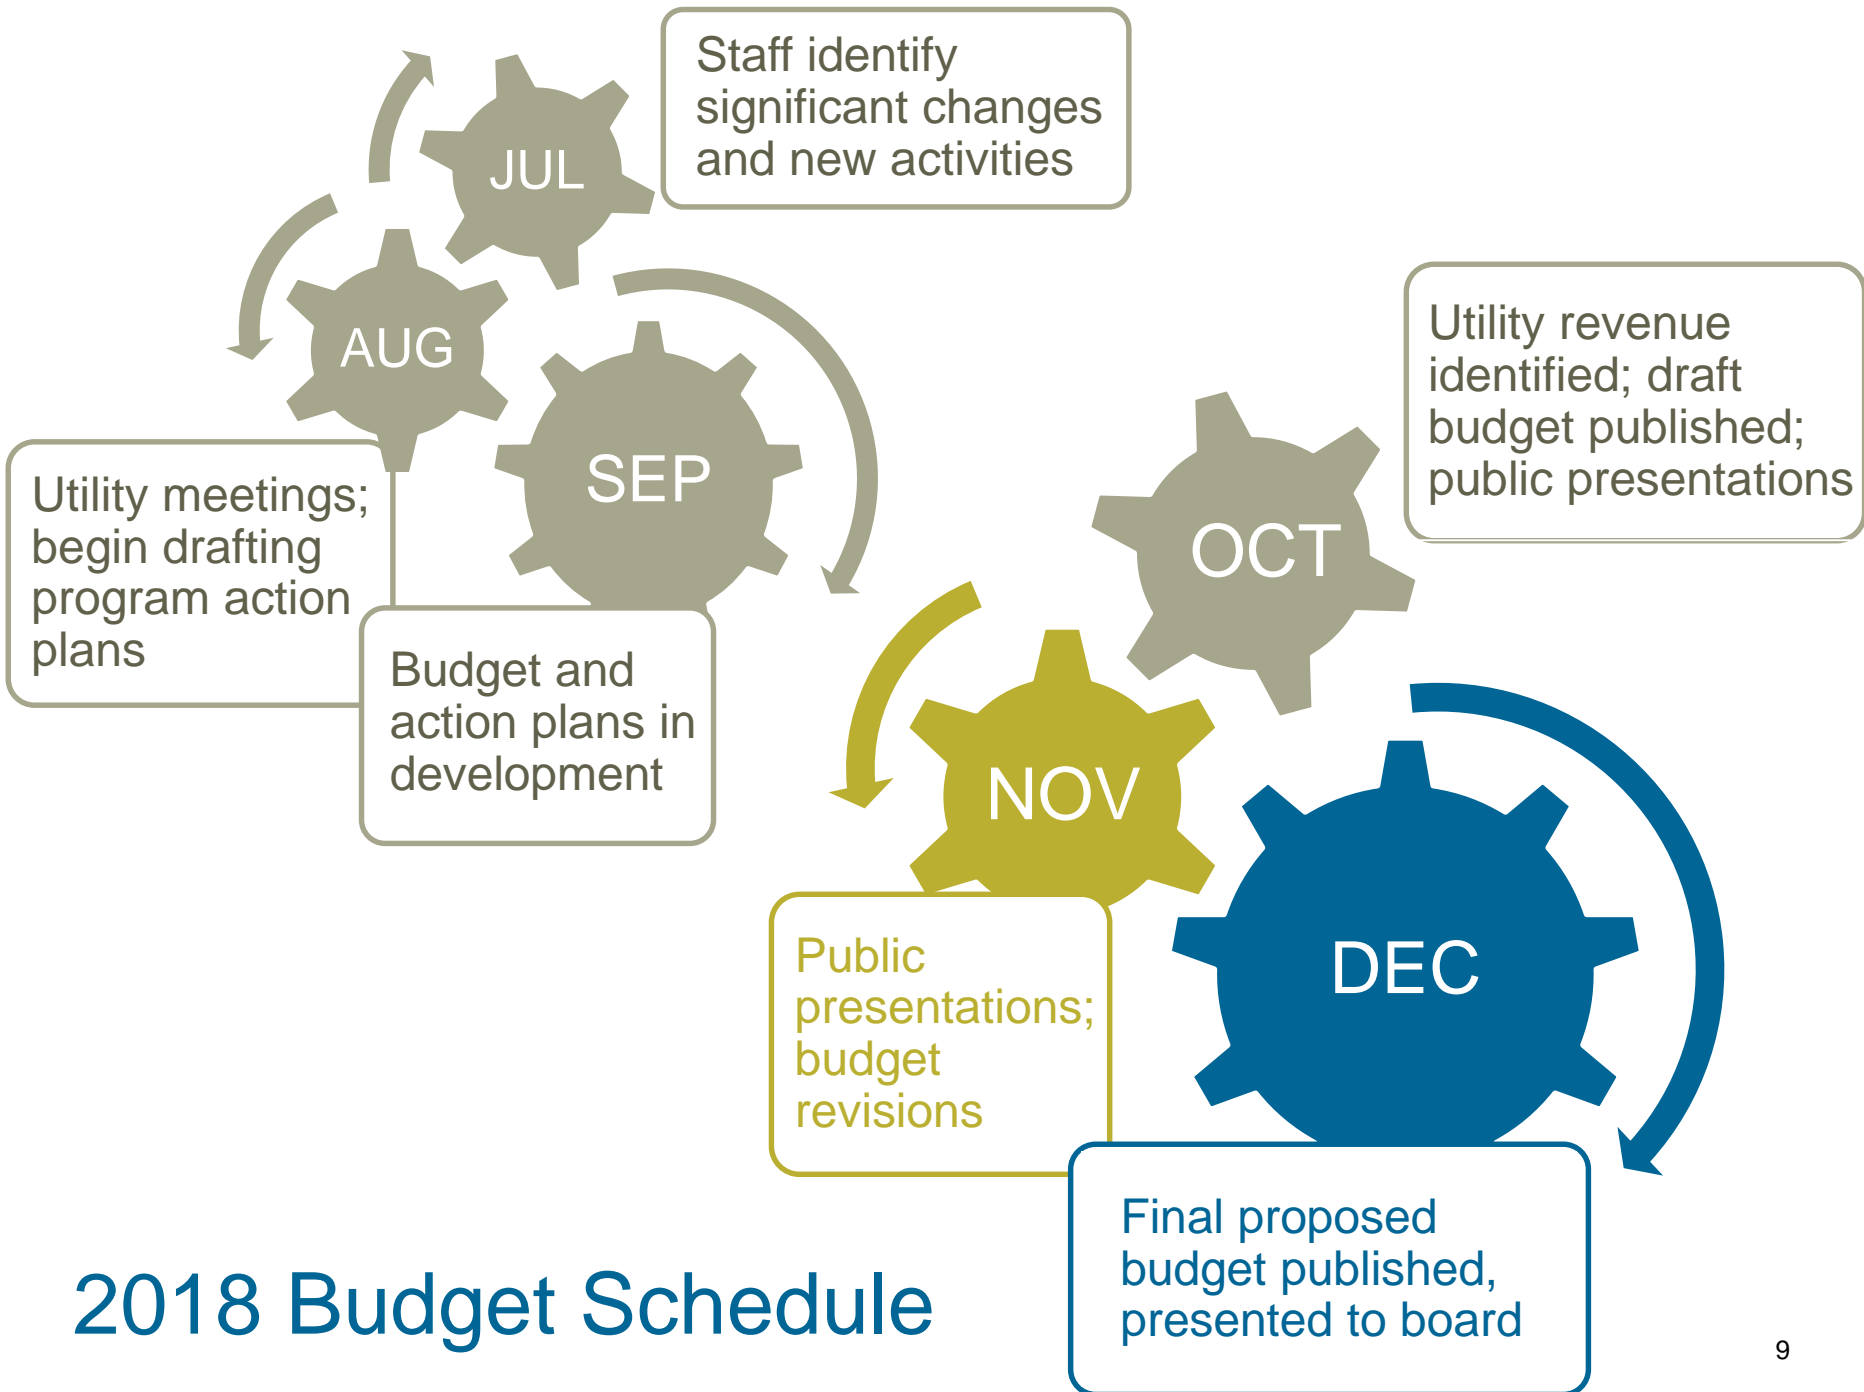 JUL
Staff identify
significant changes
and new activities
AUG
Utility meetings;
begin drafting
program action
plans
SEP
Budget and
action plans in
development
OCT
Utility revenue
identified; draft
budget published;
public presentations
NOV
Public
presentations;
budget
revisions
DEC
Final proposed
budget published,
presented to board
2018 Budget Schedule
9